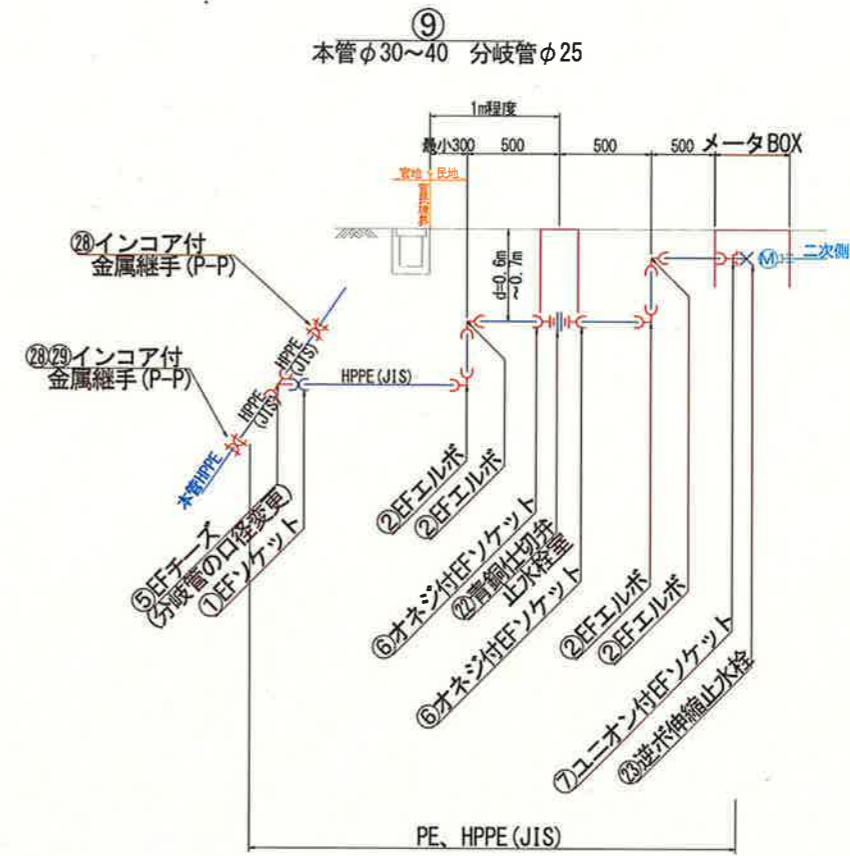 ⑨
本管φ30～40 分岐管φ25
1m程度
最小300 500 500 500 メータBOX
官地 民地
官民境界
㉘インコア付
金属継手(P-P)
d=0.6m
～0.7m
M
二次側
㉘㉙インコア付
金属継手(P-P)
HPPE
(JIS)
HPPE(JIS)
HPPE
(JIS)
本管HPPE
⑤EFチーズ
(分岐管の口径変更)
①EFソケット
②EFエルボ
②EFエルボ
⑥オネジ付EFソケット
㉒青銅仕切弁
止水栓室
⑥オネジ付EFソケット
②EFエルボ
②EFエルボ
⑦ユニオン付EFソケット
㉓逆ボ伸縮止水栓
PE、HPPE(JIS)